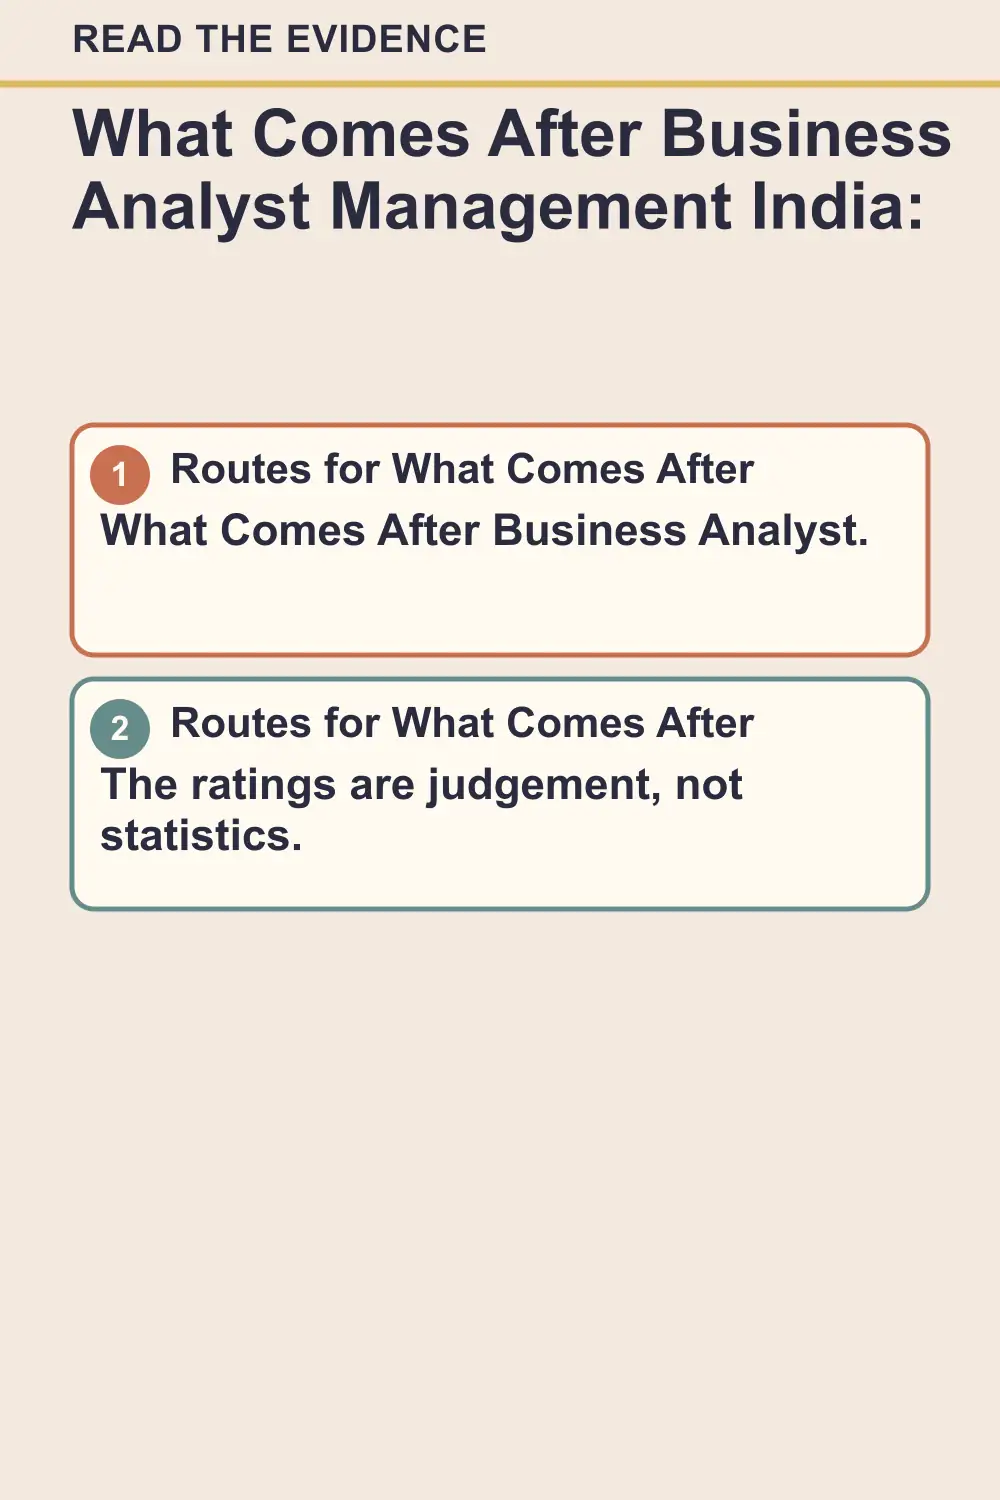 READ THE EVIDENCE
What Comes After Business
Analyst Management India:
1 Routes for What Comes After
What Comes After Business Analyst.
2 Routes for What Comes After
The ratings are judgement, not
statistics.